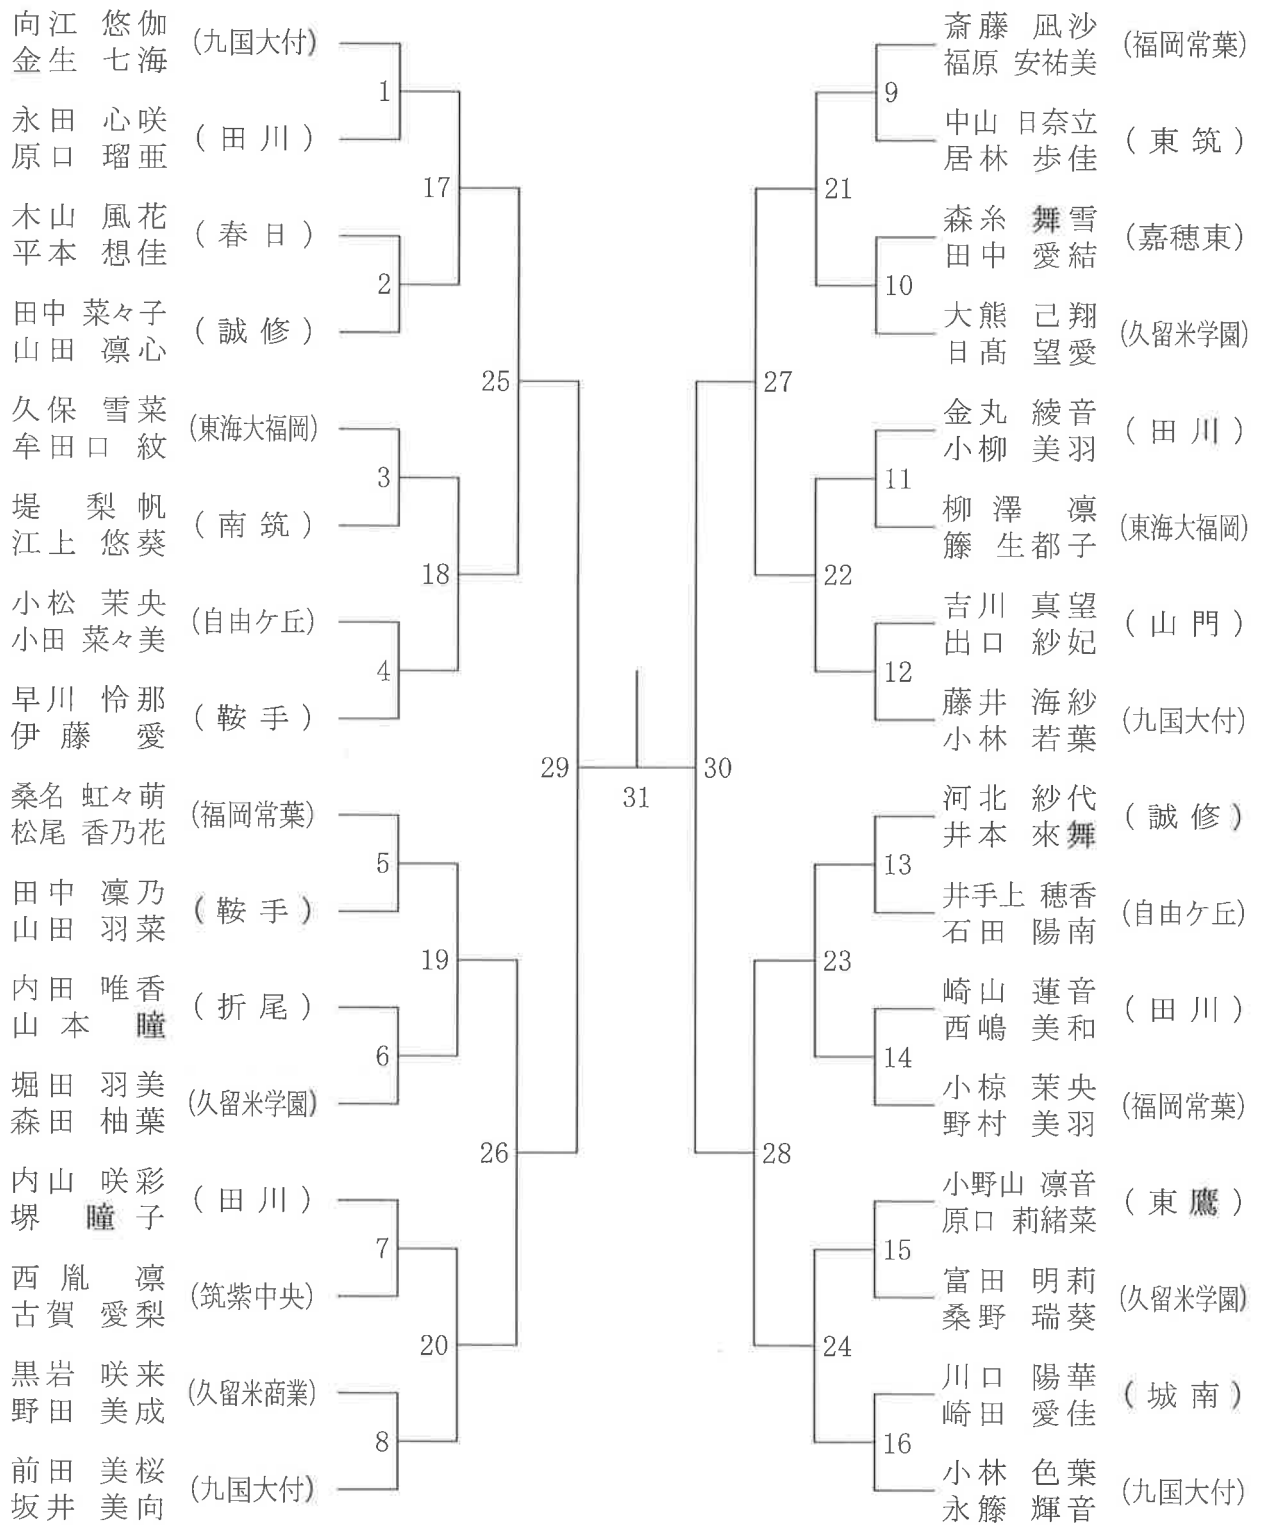 向江 悠伽
金生 七海
(九国大付)
1
永田 心咲
原口 瑠亜
(田川)
17
木山 風花
平本 想佳
(春日)
2
田中 菜々子
山田 凛心
(誠修)
25
久保 雪菜
牟田口 紋
(東海大福岡)
3
堤 梨帆
江上 悠葵
(南筑)
18
小松 茉央
小田 菜々美
(自由ケ丘)
4
早川 怜那
伊藤 愛
(鞍手)
29
桑名 虹々萌
松尾 香乃花
(福岡常葉)
5
田中 凜乃
山田 羽菜
(鞍手)
19
内田 唯香
山本 瞳
(折尾)
6
堀田 羽美
森田 柚葉
(久留米学園)
26
内山 咲彩
堺 瞳子
(田川)
7
西胤 凛
古賀 愛梨
(筑紫中央)
20
黒岩 咲来
野田 美成
(久留米商業)
8
前田 美桜
坂井 美向
(九国大付)
31
斎藤 凪沙
福原 安祐美
(福岡常葉)
9
中山 日奈立
居林 歩佳
(東筑)
21
森糸 舞雪
田中 愛結
(嘉穂東)
10
大熊 己翔
日髙 望愛
(久留米学園)
27
金丸 綾音
小柳 美羽
(田川)
11
柳澤 凛
籐 生都子
(東海大福岡)
22
吉川 真望
出口 紗妃
(山門)
12
藤井 海紗
小林 若葉
(九国大付)
30
河北 紗代
井本 來舞
(誠修)
13
井手上 穂香
石田 陽南
(自由ケ丘)
23
崎山 蓮音
西嶋 美和
(田川)
14
小椋 茉央
野村 美羽
(福岡常葉)
28
小野山 凛音
原口 莉緒菜
(東鷹)
15
富田 明莉
桑野 瑞葵
(久留米学園)
24
川口 陽華
崎田 愛佳
(城南)
16
小林 色葉
永籐 輝音
(九国大付)